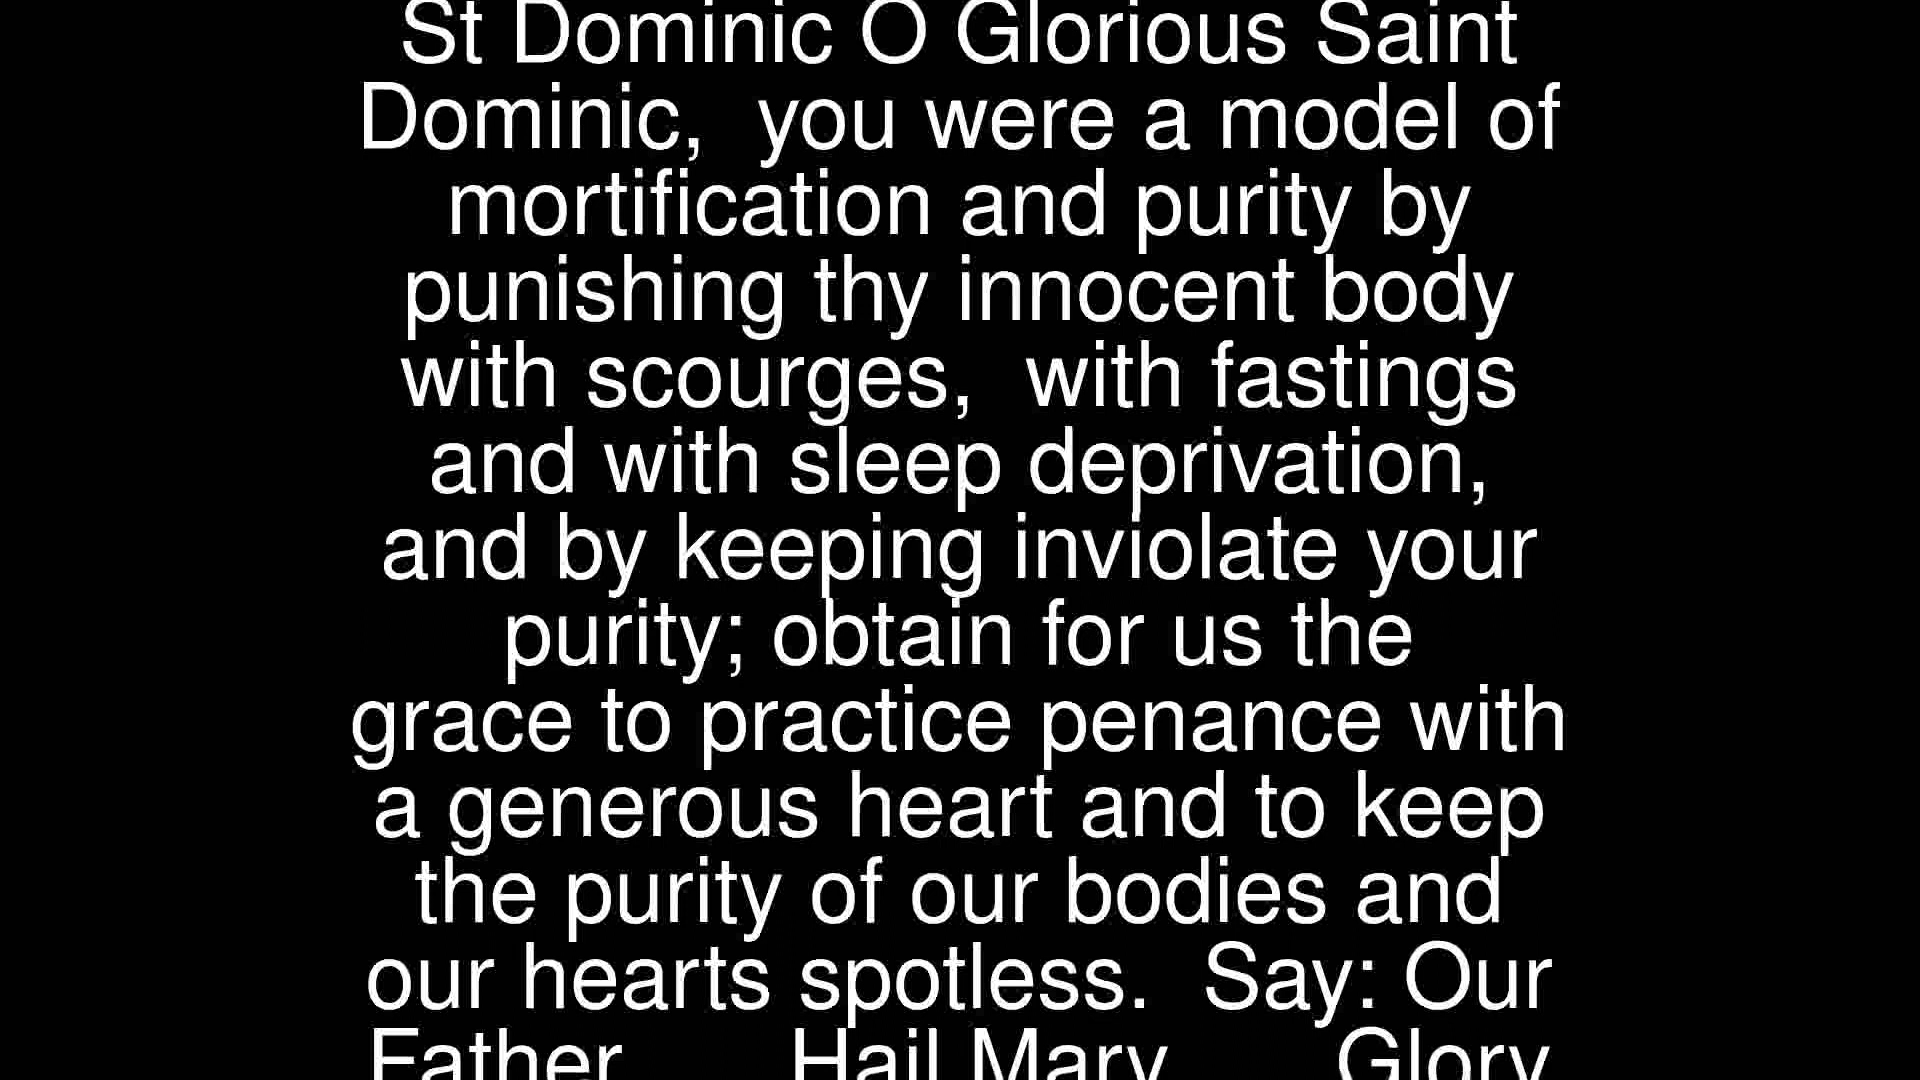 St Dominic O Glorious Saint
Dominic,  you were a model of
mortification and purity by
punishing thy innocent body
with scourges,  with fastings
and with sleep deprivation,
and by keeping inviolate your
purity; obtain for us the
grace to practice penance with
a generous heart and to keep
the purity of our bodies and
our hearts spotless.  Say: Our
Father      Hail Mary      Glory